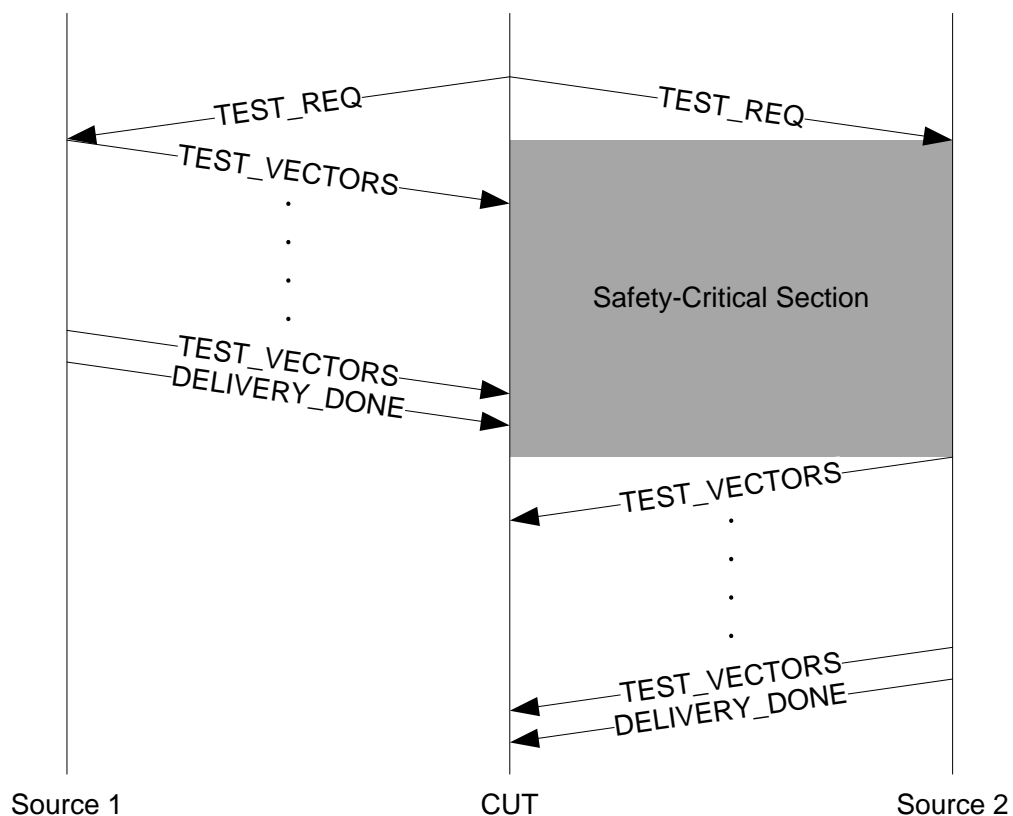 TEST_REQ
TEST_REQ
TEST_VECTORS
Safety-Critical Section
TEST_VECTORS
DELIVERY_DONE
TEST_VECTORS
TEST_VECTORS
DELIVERY_DONE
Source 1
CUT
Source 2